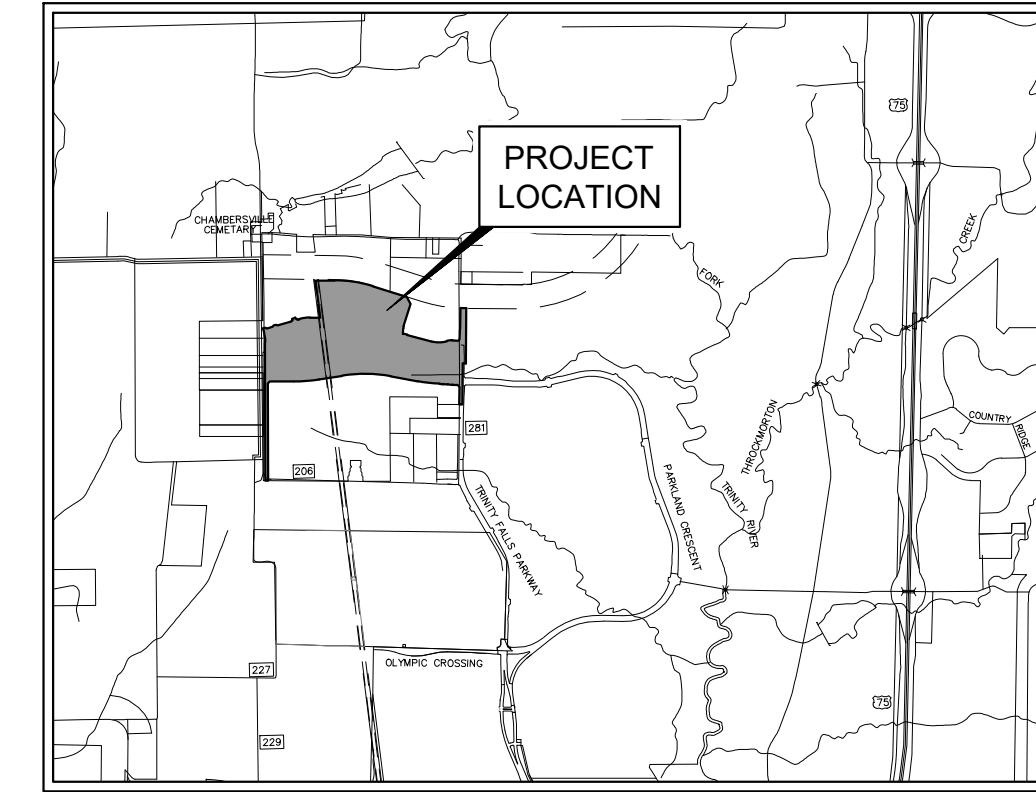 75
PROJECT
LOCATION
CHAMBERSVILLE
CEMETARY
CREEK
FORK
COUNTRY
RIDGE
281
THROCKMORTON
206
PARKLAND CRESCENT
TRINITY RIVER
TRINITY FALLS PARKWAY
OLYMPIC CROSSING
227
75
229